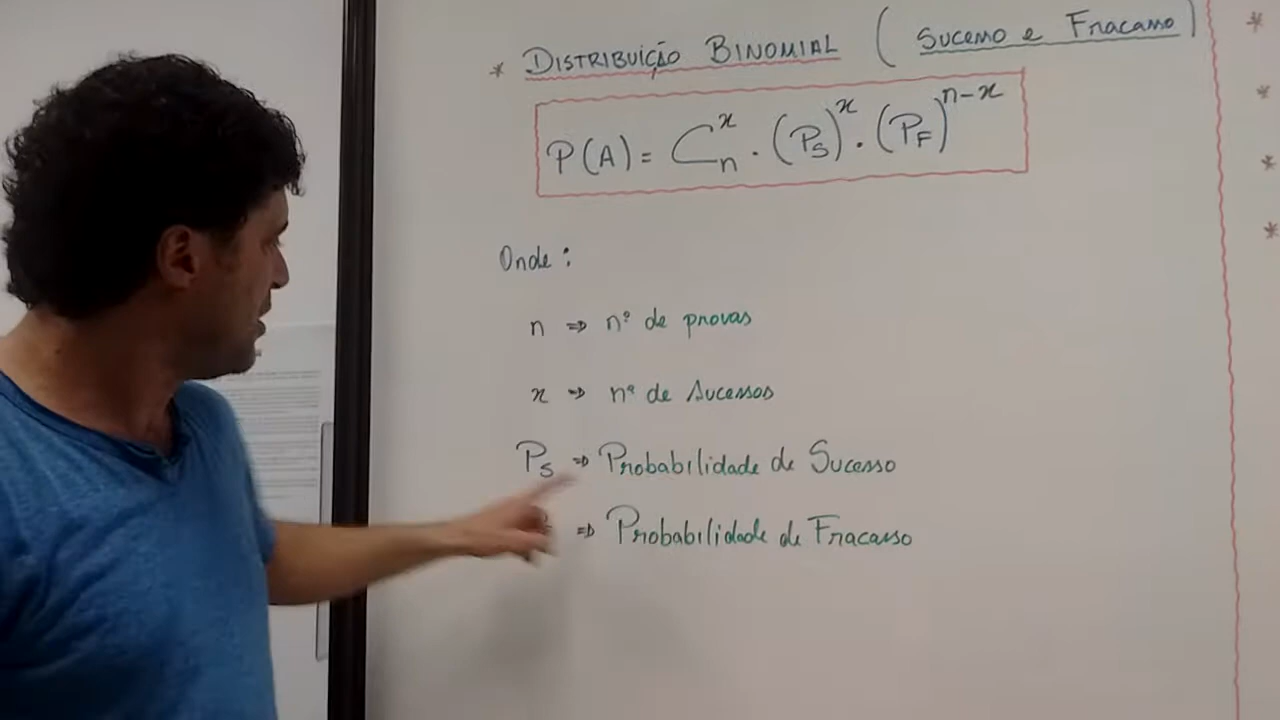 * DISTRIBUIÇÃO BINOMIAL (Sucesso e Fracasso)
P(A) = C_n^x . (P_S)^x . (P_F)^{n-x}
Onde:
n ⇒ nº de provas
x ⇒ nº de Sucessos
P_S ⇒ Probabilidade de Sucesso
⇒ Probabilidade de Fracasso
*
*
*
*